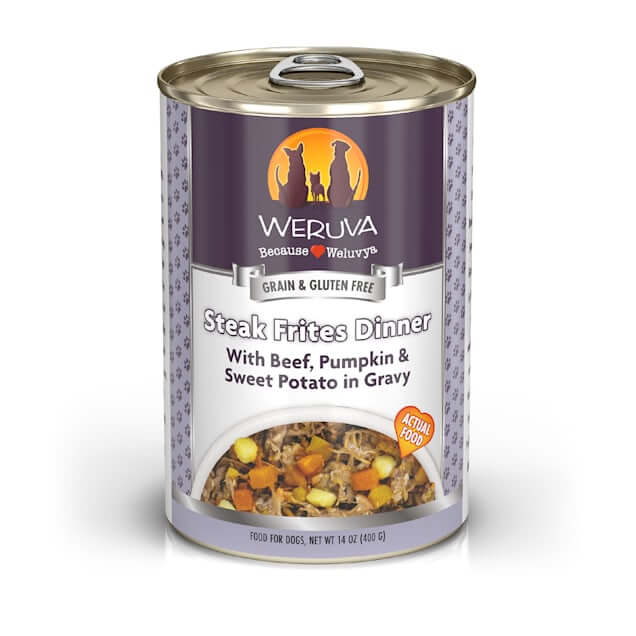 WERUVA
Because Weluvya
GRAIN & GLUTEN FREE
Steak Frites Dinner
With Beef, Pumpkin &
Sweet Potato in Gravy
ACTUAL
FOOD
FOOD FOR DOGS, NET WT 14 OZ (400 G)